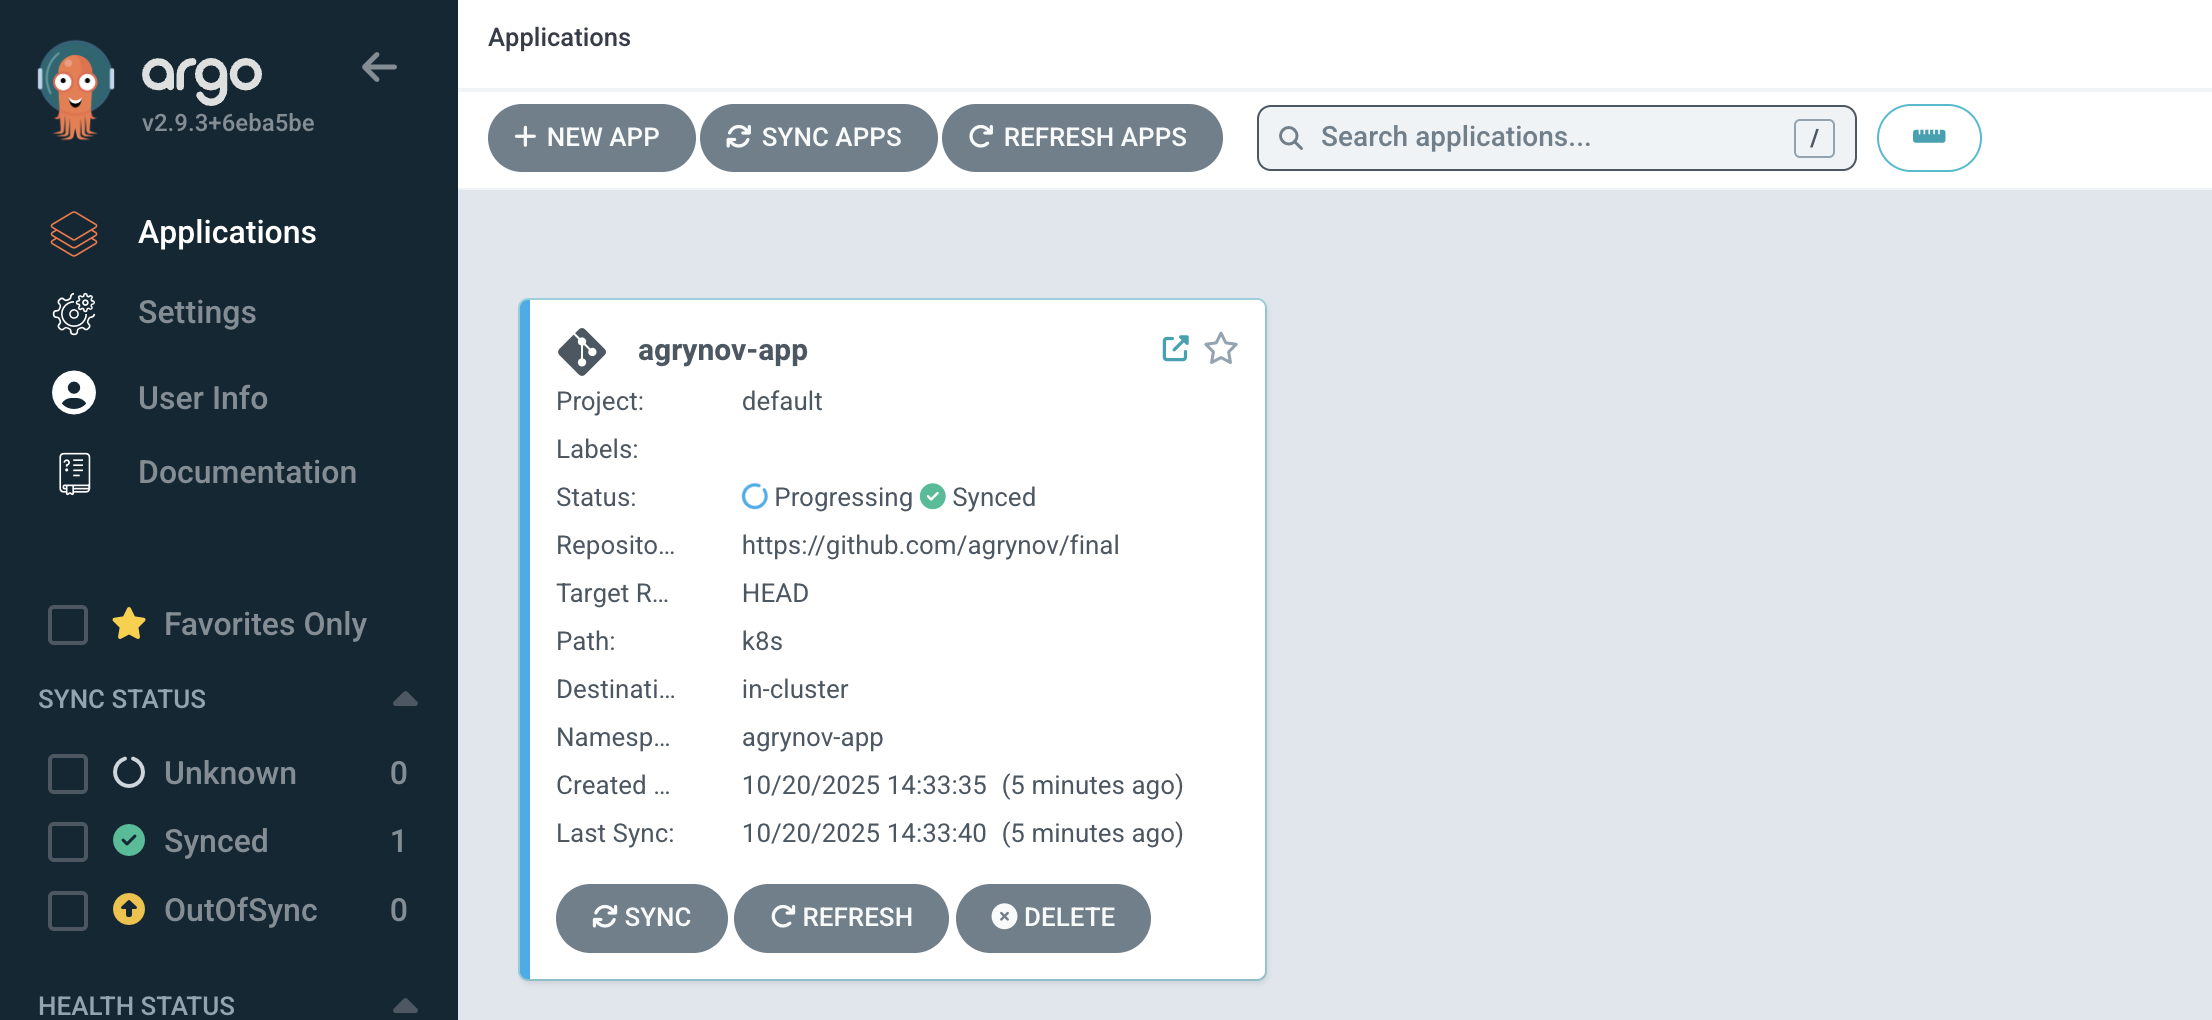 argo
v2.9.3+6eba5be
Applications
Settings
User Info
Documentation
Favorites Only
SYNC STATUS
Unknown 0
Synced 1
OutOfSync 0
HEALTH STATUS
Applications
NEW APP SYNC APPS REFRESH APPS Search applications... /
agrynov-app
Project: default
Labels:
Status: Progressing Synced
Reposito... https://github.com/agrynov/final
Target R... HEAD
Path: k8s
Destinati... in-cluster
Namesp... agrynov-app
Created ... 10/20/2025 14:33:35 (5 minutes ago)
Last Sync: 10/20/2025 14:33:40 (5 minutes ago)
SYNC REFRESH DELETE